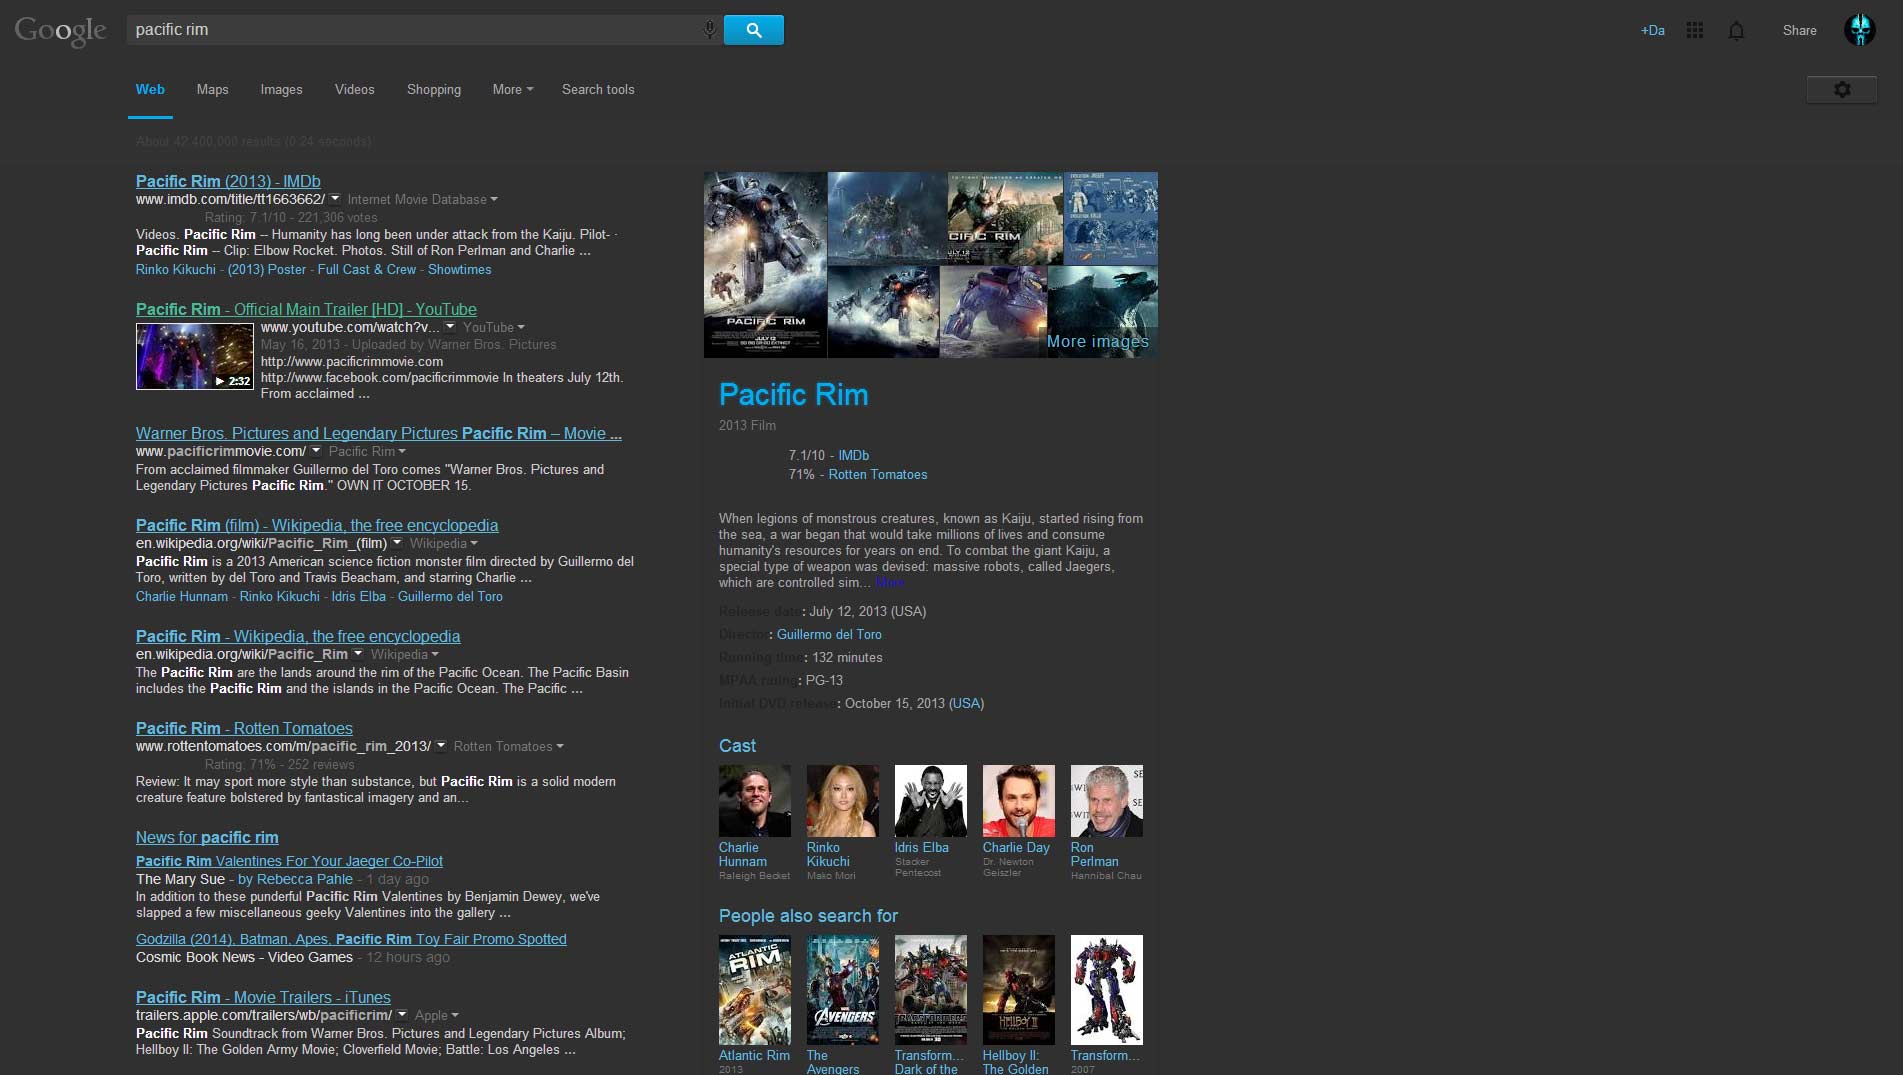 Google
pacific rim
+Da
Share
Web
Maps
Images
Videos
Shopping
More
Search tools
About 42,400,000 results (0.24 seconds)
Pacific Rim (2013) - IMDb
www.imdb.com/title/tt1663662/ Internet Movie Database
Rating: 7.1/10 - 221,306 votes
Videos. Pacific Rim -- Humanity has long been under attack from the Kaiju. Pilot- ·
Pacific Rim -- Clip: Elbow Rocket. Photos. Still of Ron Perlman and Charlie ...
Rinko Kikuchi - (2013) Poster - Full Cast & Crew - Showtimes
Pacific Rim - Official Main Trailer [HD] - YouTube
www.youtube.com/watch?v... YouTube
May 16, 2013 - Uploaded by Warner Bros. Pictures
http://www.pacificrimmovie.com
http://www.facebook.com/pacificrimmovie In theaters July 12th.
From acclaimed ...
2:32
Warner Bros. Pictures and Legendary Pictures Pacific Rim – Movie ...
www.pacificrimmovie.com/ Pacific Rim
From acclaimed filmmaker Guillermo del Toro comes "Warner Bros. Pictures and
Legendary Pictures Pacific Rim." OWN IT OCTOBER 15.
Pacific Rim (film) - Wikipedia, the free encyclopedia
en.wikipedia.org/wiki/Pacific_Rim_(film) Wikipedia
Pacific Rim is a 2013 American science fiction monster film directed by Guillermo del
Toro, written by del Toro and Travis Beacham, and starring Charlie ...
Charlie Hunnam - Rinko Kikuchi - Idris Elba - Guillermo del Toro
Pacific Rim - Wikipedia, the free encyclopedia
en.wikipedia.org/wiki/Pacific_Rim Wikipedia
The Pacific Rim are the lands around the rim of the Pacific Ocean. The Pacific Basin
includes the Pacific Rim and the islands in the Pacific Ocean. The Pacific ...
Pacific Rim - Rotten Tomatoes
www.rottentomatoes.com/m/pacific_rim_2013/ Rotten Tomatoes
Rating: 71% - 252 reviews
Review: It may sport more style than substance, but Pacific Rim is a solid modern
creature feature bolstered by fantastical imagery and an...
News for pacific rim
Pacific Rim Valentines For Your Jaeger Co-Pilot
The Mary Sue - by Rebecca Pahle - 1 day ago
In addition to these punderful Pacific Rim Valentines by Benjamin Dewey, we've
slapped a few miscellaneous geeky Valentines into the gallery ...
Godzilla (2014), Batman, Apes, Pacific Rim Toy Fair Promo Spotted
Cosmic Book News - Video Games - 12 hours ago
Pacific Rim - Movie Trailers - iTunes
trailers.apple.com/trailers/wb/pacificrim/ Apple
Pacific Rim Soundtrack from Warner Bros. Pictures and Legendary Pictures Album;
Hellboy II: The Golden Army Movie; Cloverfield Movie; Battle: Los Angeles ...
PACIFIC RIM
JULY 12
PACIFIC RIM
More images
Pacific Rim
2013 Film
7.1/10 - IMDb
71% - Rotten Tomatoes
When legions of monstrous creatures, known as Kaiju, started rising from
the sea, a war began that would take millions of lives and consume
humanity's resources for years on end. To combat the giant Kaiju, a
special type of weapon was devised: massive robots, called Jaegers,
which are controlled sim... More
Release date: July 12, 2013 (USA)
Director: Guillermo del Toro
Running time: 132 minutes
MPAA rating: PG-13
Initial DVD release: October 15, 2013 (USA)
Cast
Charlie Hunnam
Raleigh Becket
Rinko Kikuchi
Mako Mori
Idris Elba
Stacker Pentecost
Charlie Day
Dr. Newton Geiszler
Ron Perlman
Hannibal Chau
People also search for
ATLANTIC RIM
AVENGERS
TRANSFORMERS
HELLBOY II
Atlantic Rim
2013
The Avengers
Transform...
Dark of the
Hellboy II:
The Golden
Transform...
2007